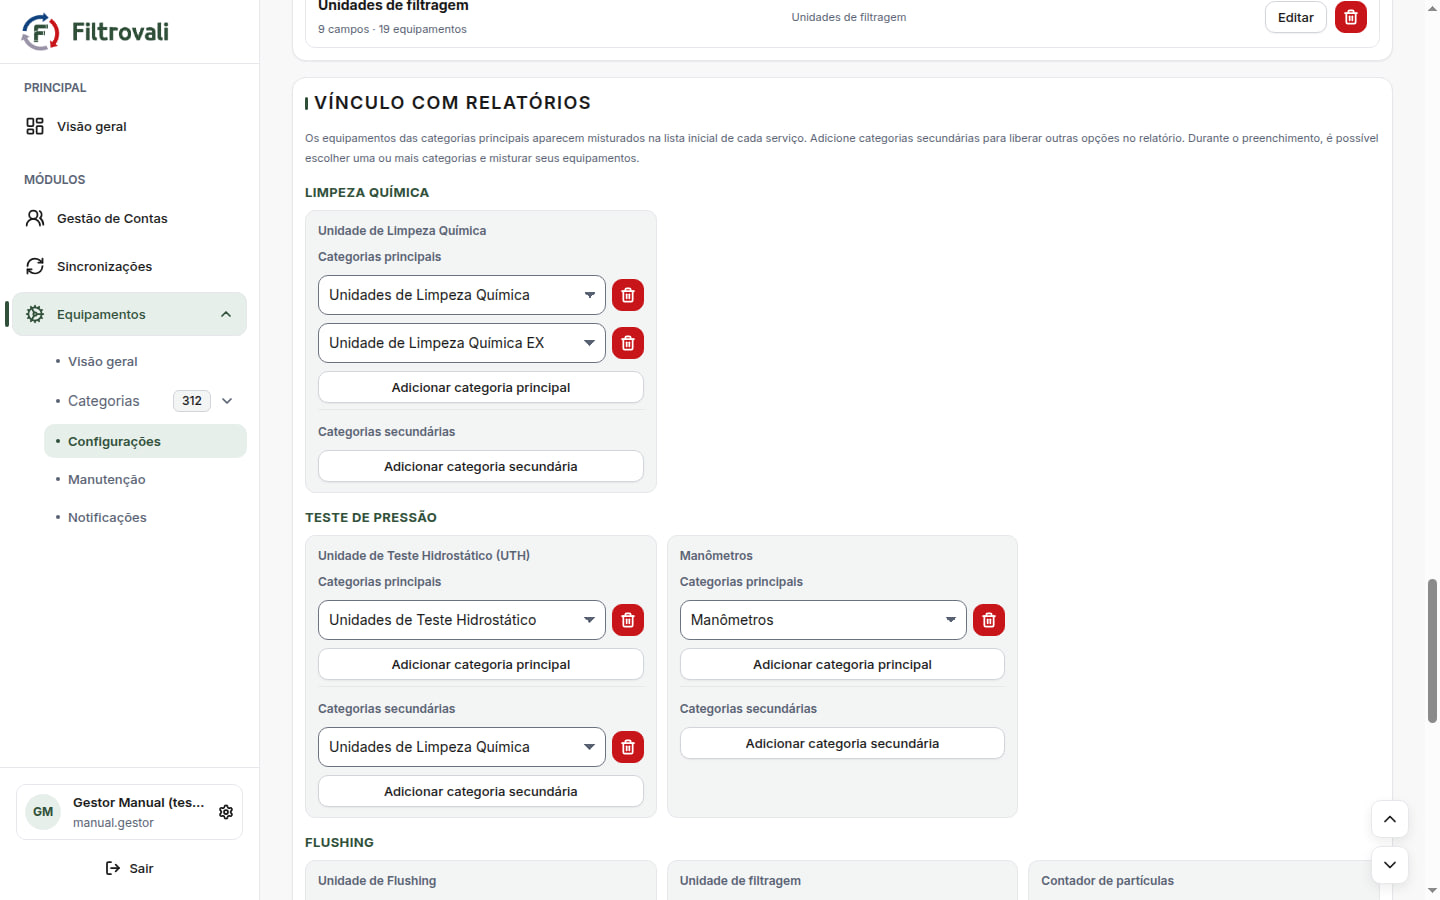 Filtrovali
PRINCIPAL
Visão geral
MÓDULOS
Gestão de Contas
Sincronizações
Equipamentos
Visão geral
Categorias 312
Configurações
Manutenção
Notificações
GM
Gestor Manual (tes...
manual.gestor
Sair
Unidades de filtragem
9 campos · 19 equipamentos
Unidades de filtragem
Editar
VÍNCULO COM RELATÓRIOS
Os equipamentos das categorias principais aparecem misturados na lista inicial de cada serviço. Adicione categorias secundárias para liberar outras opções no relatório. Durante o preenchimento, é possível
escolher uma ou mais categorias e misturar seus equipamentos.
LIMPEZA QUÍMICA
Unidade de Limpeza Química
Categorias principais
Unidades de Limpeza Química
Unidade de Limpeza Química EX
Adicionar categoria principal
Categorias secundárias
Adicionar categoria secundária
TESTE DE PRESSÃO
Unidade de Teste Hidrostático (UTH)
Categorias principais
Unidades de Teste Hidrostático
Adicionar categoria principal
Categorias secundárias
Unidades de Limpeza Química
Adicionar categoria secundária
Manômetros
Categorias principais
Manômetros
Adicionar categoria principal
Categorias secundárias
Adicionar categoria secundária
FLUSHING
Unidade de Flushing
Unidade de filtragem
Contador de partículas